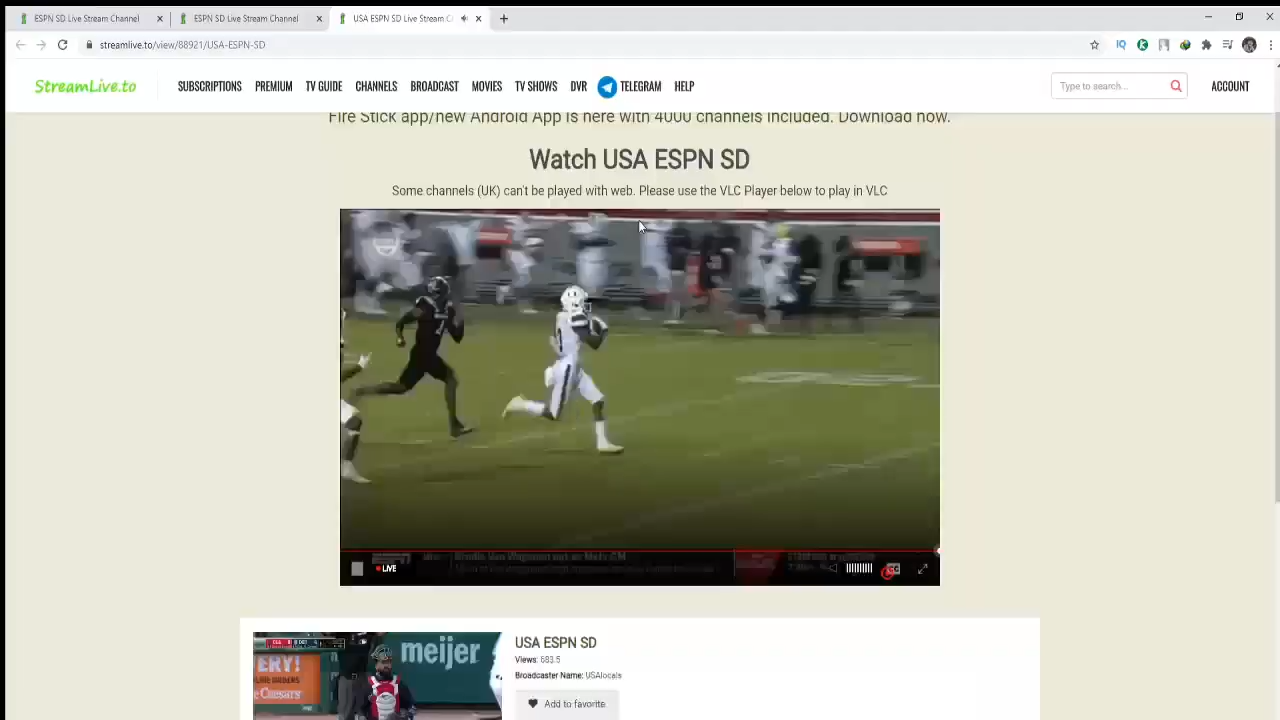 ESPN SD Live Stream Channel
ESPN SD Live Stream Channel
USA ESPN SD Live Stream C
streamlive.to/view/88921/USA-ESPN-SD
StreamLive.to
SUBSCRIPTIONS PREMIUM TV GUIDE CHANNELS BROADCAST MOVIES TV SHOWS DVR TELEGRAM HELP
Type to search...
ACCOUNT
Fire Stick app/new Android App is here with 4000 channels included. Download now.
Watch USA ESPN SD
Some channels (UK) can't be played with web. Please use the VLC Player below to play in VLC
LIVE
USA ESPN SD
Views: 683.5
Broadcaster Name: USAlocals
Add to favorite
meijer
ERY!
Caesars